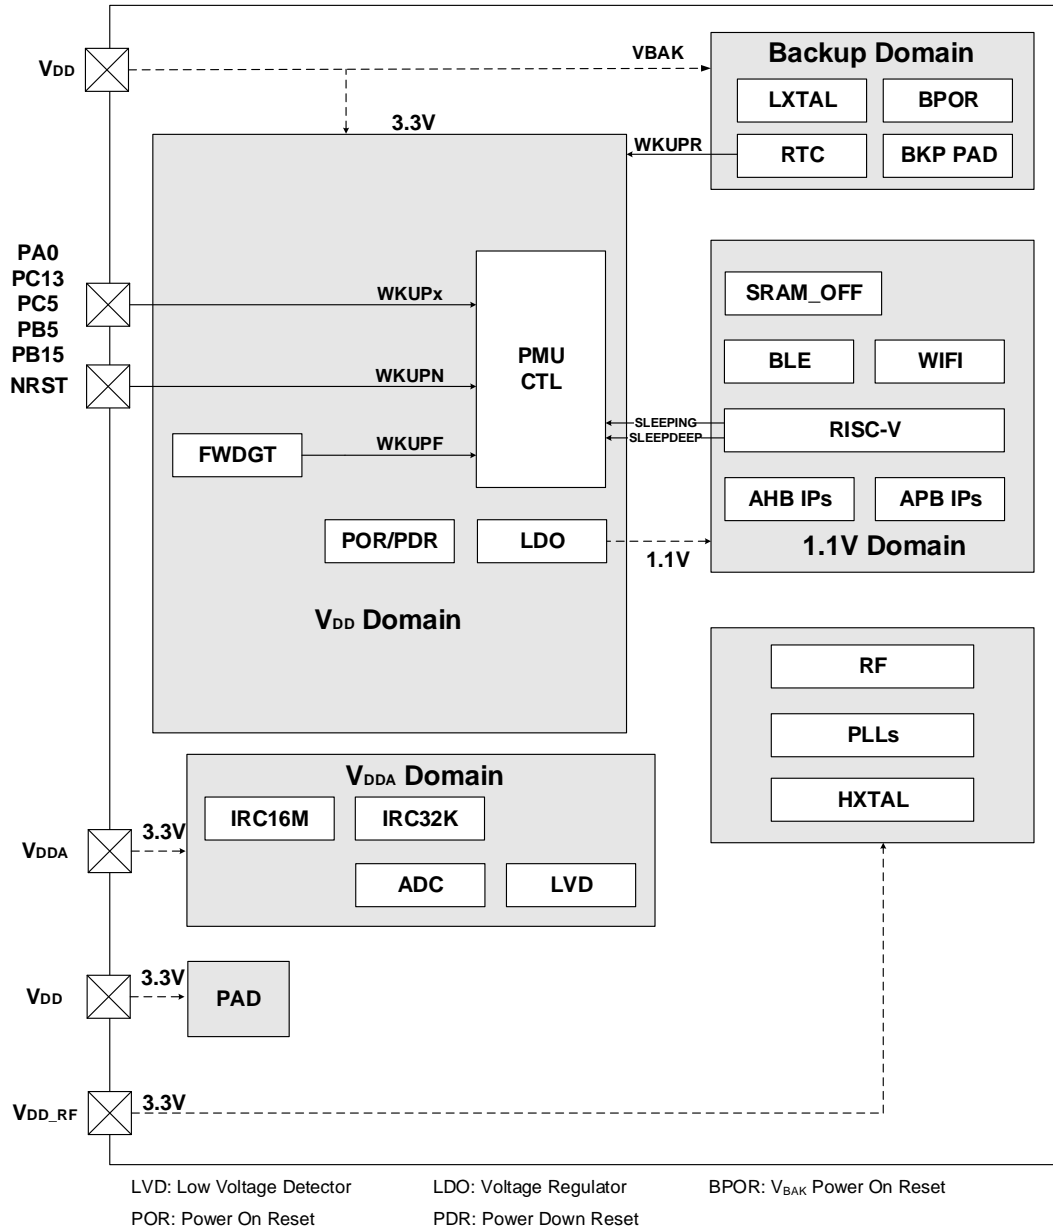 VDD
VBAK
Backup Domain
LXTAL
BPOR
RTC
BKP PAD
3.3V
WKUPR
PA0
PC13
PC5
PB5
PB15
NRST
WKUPx
WKUPN
WKUPF
PMU
CTL
FWDGT
POR/PDR
LDO
VDD Domain
SLEEPING
SLEEPDEEP
1.1V
SRAM_OFF
BLE
WIFI
RISC-V
AHB IPs
APB IPs
1.1V Domain
RF
PLLs
HXTAL
VDDA Domain
IRC16M
IRC32K
ADC
LVD
3.3V
VDDA
3.3V
VDD
PAD
3.3V
VDD_RF
LVD: Low Voltage Detector
LDO: Voltage Regulator
BPOR: VBAK Power On Reset
POR: Power On Reset
PDR: Power Down Reset